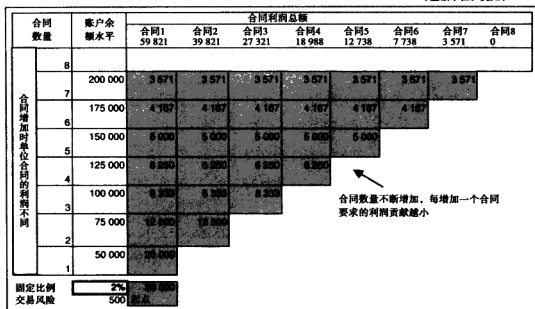 合同利润总额
合同 数量 账户余 额水平 合同1 合同2 合同3 合同4 合同5 合同6 合同7 合同8
59 821 39 821 27 321 18 988 12 738 7 738 3 571 0
合同增加时单位合同的利润不同
8
200 000 3 571 3 571 3 571 3 571 3 571 3 571 3 571
7
175 000 4 167 4 167 4 167 4 167 4 167 4 167
6
150 000 5 000 5 000 5 000 5 000 5 000
5
125 000 6 250 6 250 6 250 6 250
4
100 000 8 333 8 333 8 333
3
75 000 12 500 12 500
2
50 000 20 000
1
合同数量不断增加，每增加一个合同
要求的利润贡献越小
固定比例 2%
交易风险 500 起点